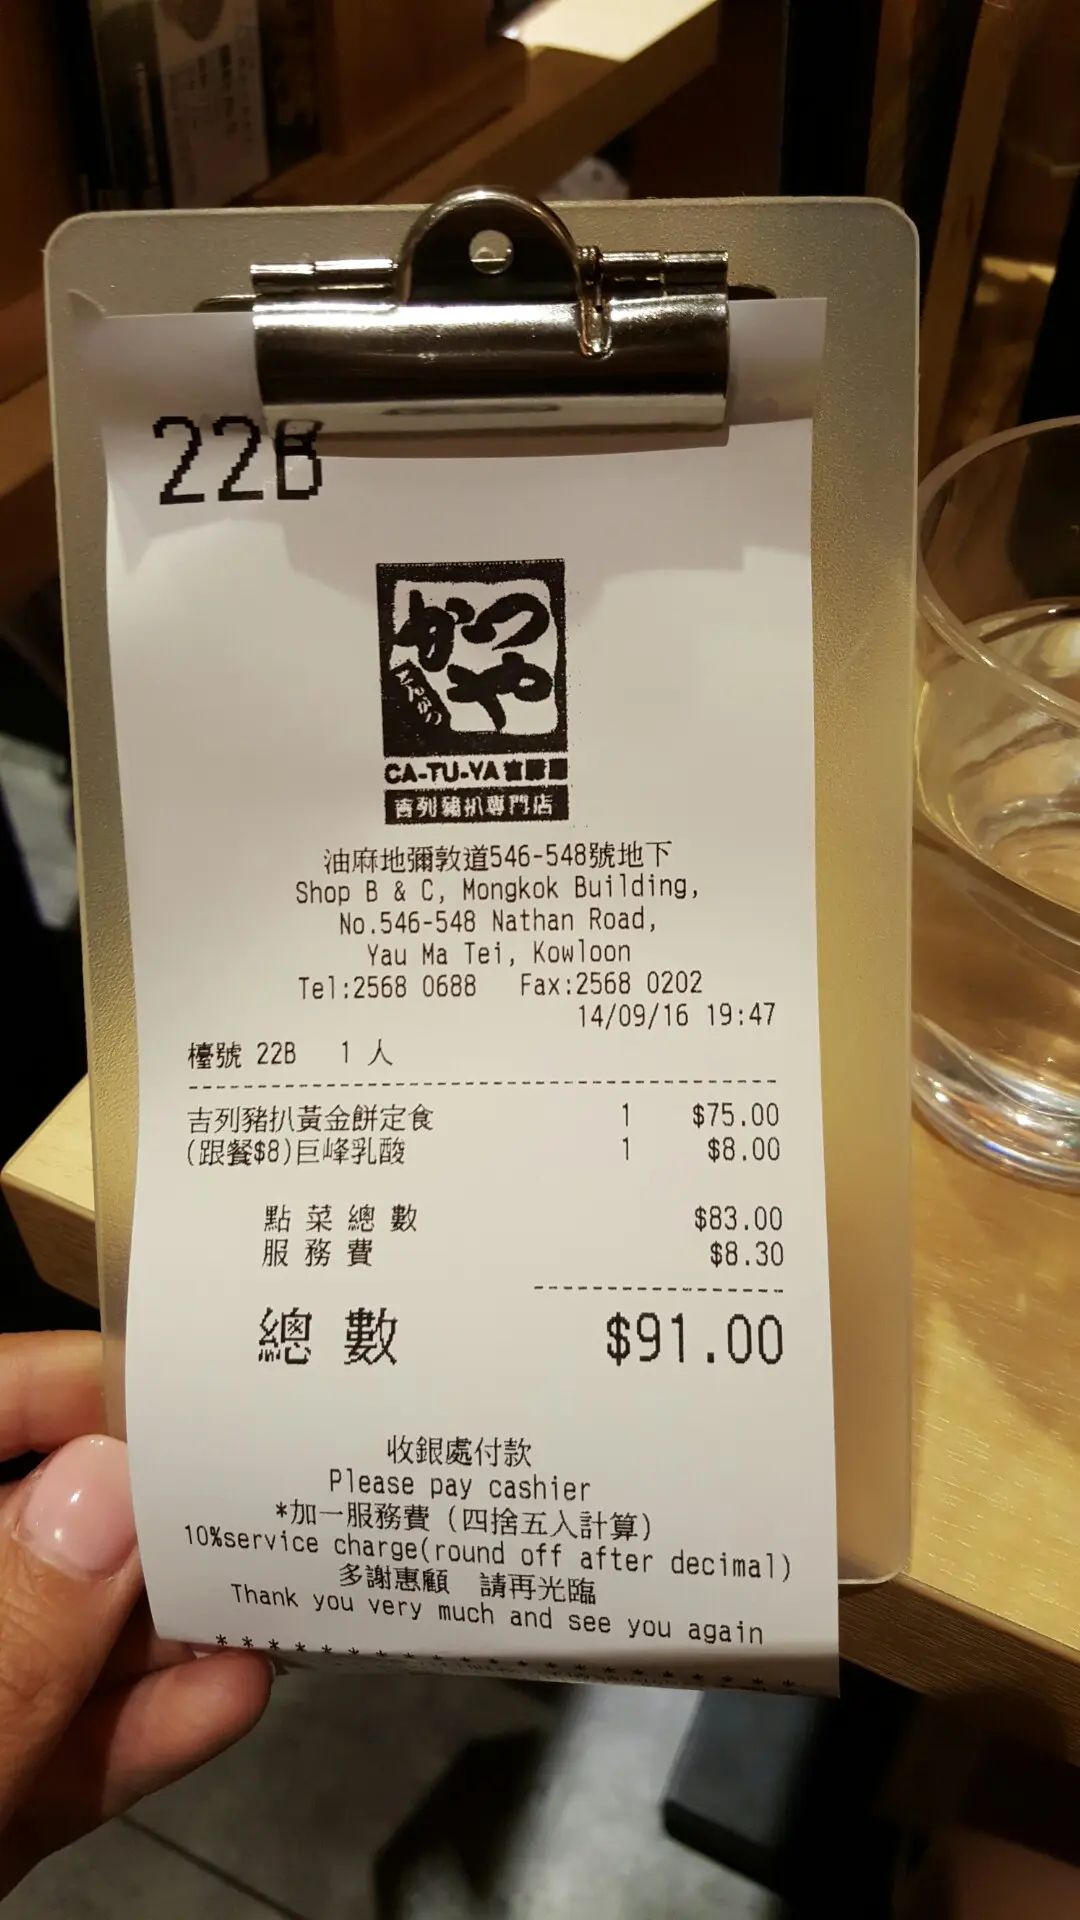 22B
かつや
とんかつ
CA-TU-YA 吉豚屋
吉列豬扒專門店
油麻地彌敦道546-548號地下
Shop B & C, Mongkok Building,
No.546-548 Nathan Road,
Yau Ma Tei, Kowloon
Tel:2568 0688 Fax:2568 0202
14/09/16 19:47
檯號 22B 1 人
吉列豬扒黃金餅定食 1 $75.00
(跟餐$8)巨峰乳酸 1 $8.00
點菜總數 $83.00
服務費 $8.30
總數 $91.00
收銀處付款
Please pay cashier
*加一服務費 (四捨五入計算)
10%service charge(round off after decimal)
多謝惠顧 請再光臨
Thank you very much and see you again
* * * * * * * * * * * * * * * * * * * * * *